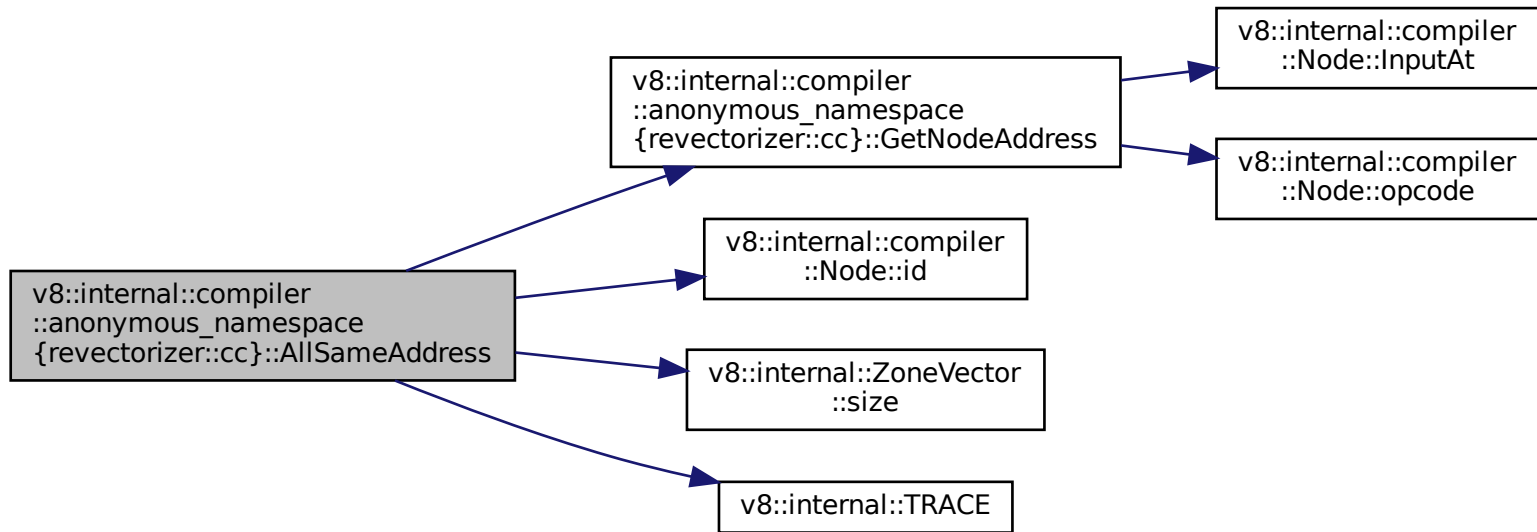 v8::internal::compiler
::anonymous_namespace
{revectorizer::cc}::AllSameAddress
v8::internal::compiler
::anonymous_namespace
{revectorizer::cc}::GetNodeAddress
v8::internal::compiler
::Node::InputAt
v8::internal::compiler
::Node::opcode
v8::internal::compiler
::Node::id
v8::internal::ZoneVector
::size
v8::internal::TRACE